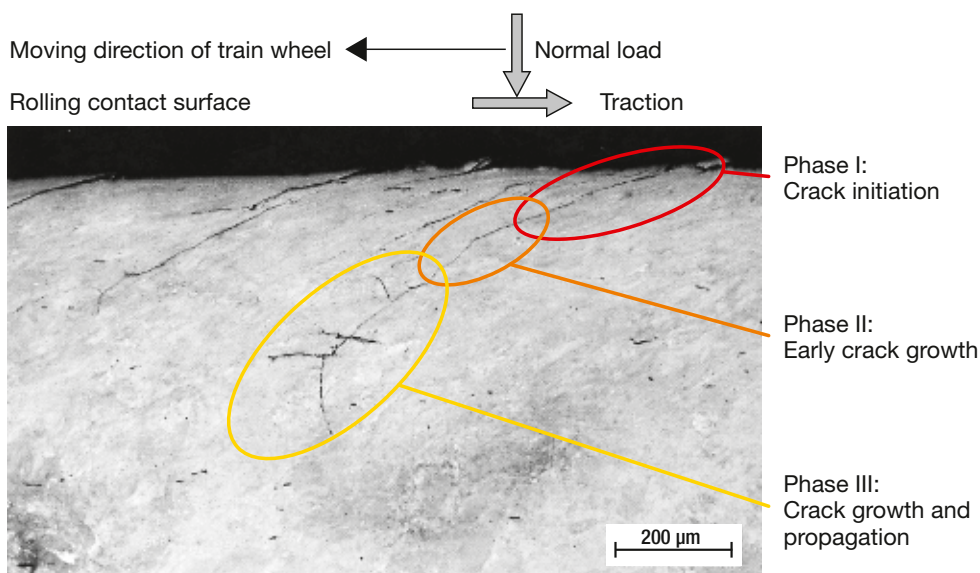 Moving direction of train wheel
Normal load
Rolling contact surface
Traction
Phase I:
Crack initiation
Phase II:
Early crack growth
Phase III:
Crack growth and
propagation
200 µm